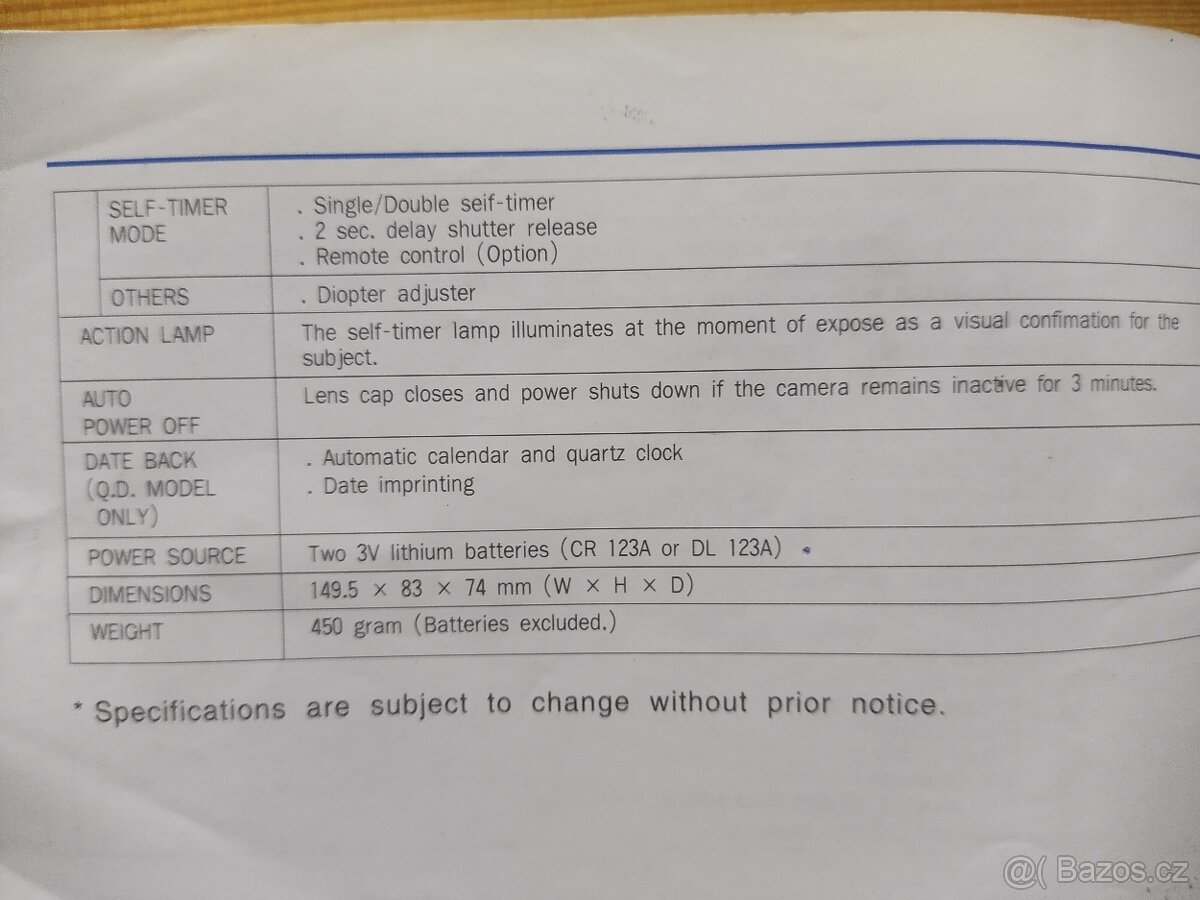 SELF-TIMER
MODE
. Single/Double seif-timer
. 2 sec. delay shutter release
. Remote control (Option)
OTHERS
. Diopter adjuster
ACTION LAMP
The self-timer lamp illuminates at the moment of expose as a visual confimation for the
subject.
AUTO
POWER OFF
Lens cap closes and power shuts down if the camera remains inactive for 3 minutes.
DATE BACK
(Q.D. MODEL
ONLY)
. Automatic calendar and quartz clock
. Date imprinting
POWER SOURCE
Two 3V lithium batteries (CR 123A or DL 123A)
DIMENSIONS
149.5 × 83 × 74 mm (W × H × D)
WEIGHT
450 gram (Batteries excluded.)
* Specifications are subject to change without prior notice.
@( Bazos.cz